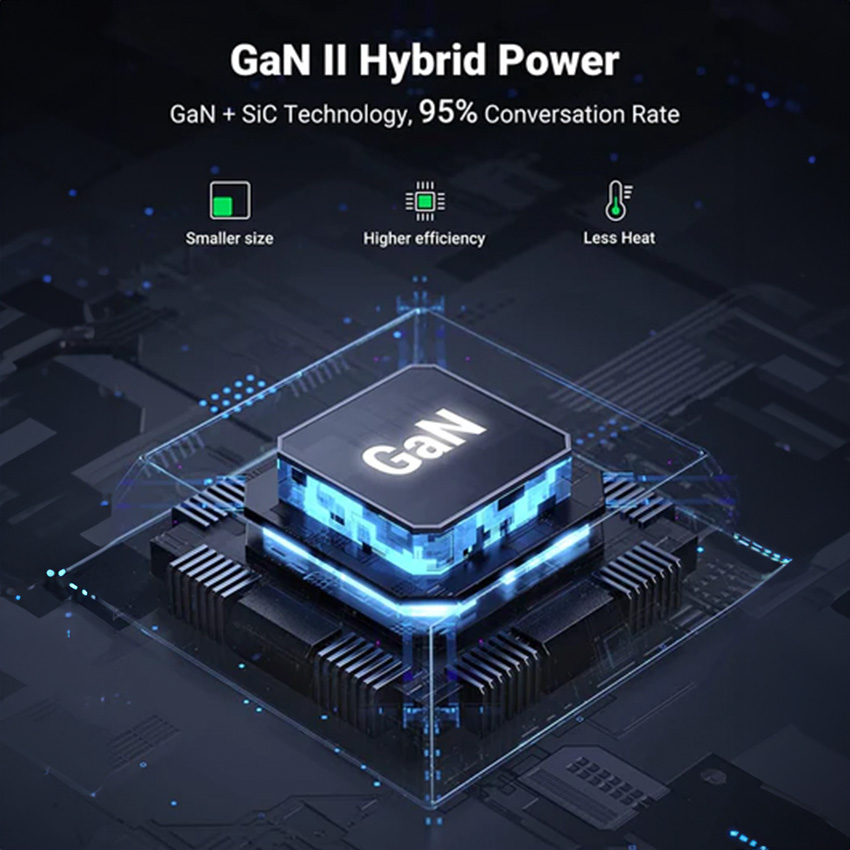 GaN II Hybrid Power
GaN + SiC Technology, 95% Conversation Rate
Smaller size
Higher efficiency
Less Heat
GaN